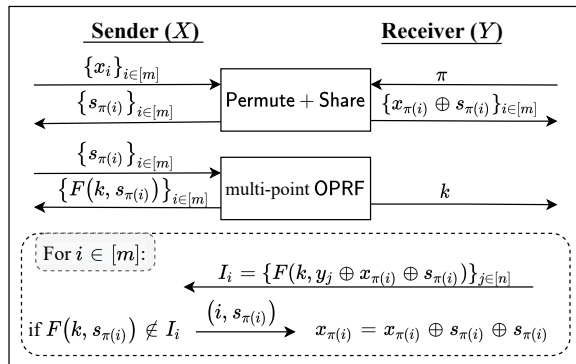 Sender (X) Receiver (Y)
{x_i}_{i∈[m]} π
Permute + Share
{s_{π(i)}}_{i∈[m]} {x_{π(i)} ⊕ s_{π(i)}}_{i∈[m]}
{s_{π(i)}}_{i∈[m]}
multi-point OPRF
{F(k, s_{π(i)})}_{i∈[m]} k
For i ∈ [m]:
I_i = {F(k, y_j ⊕ x_{π(i)} ⊕ s_{π(i)})}_{j∈[n]}
if F(k, s_{π(i)}) ∉ I_i (i, s_{π(i)}) x_{π(i)} = x_{π(i)} ⊕ s_{π(i)} ⊕ s_{π(i)}